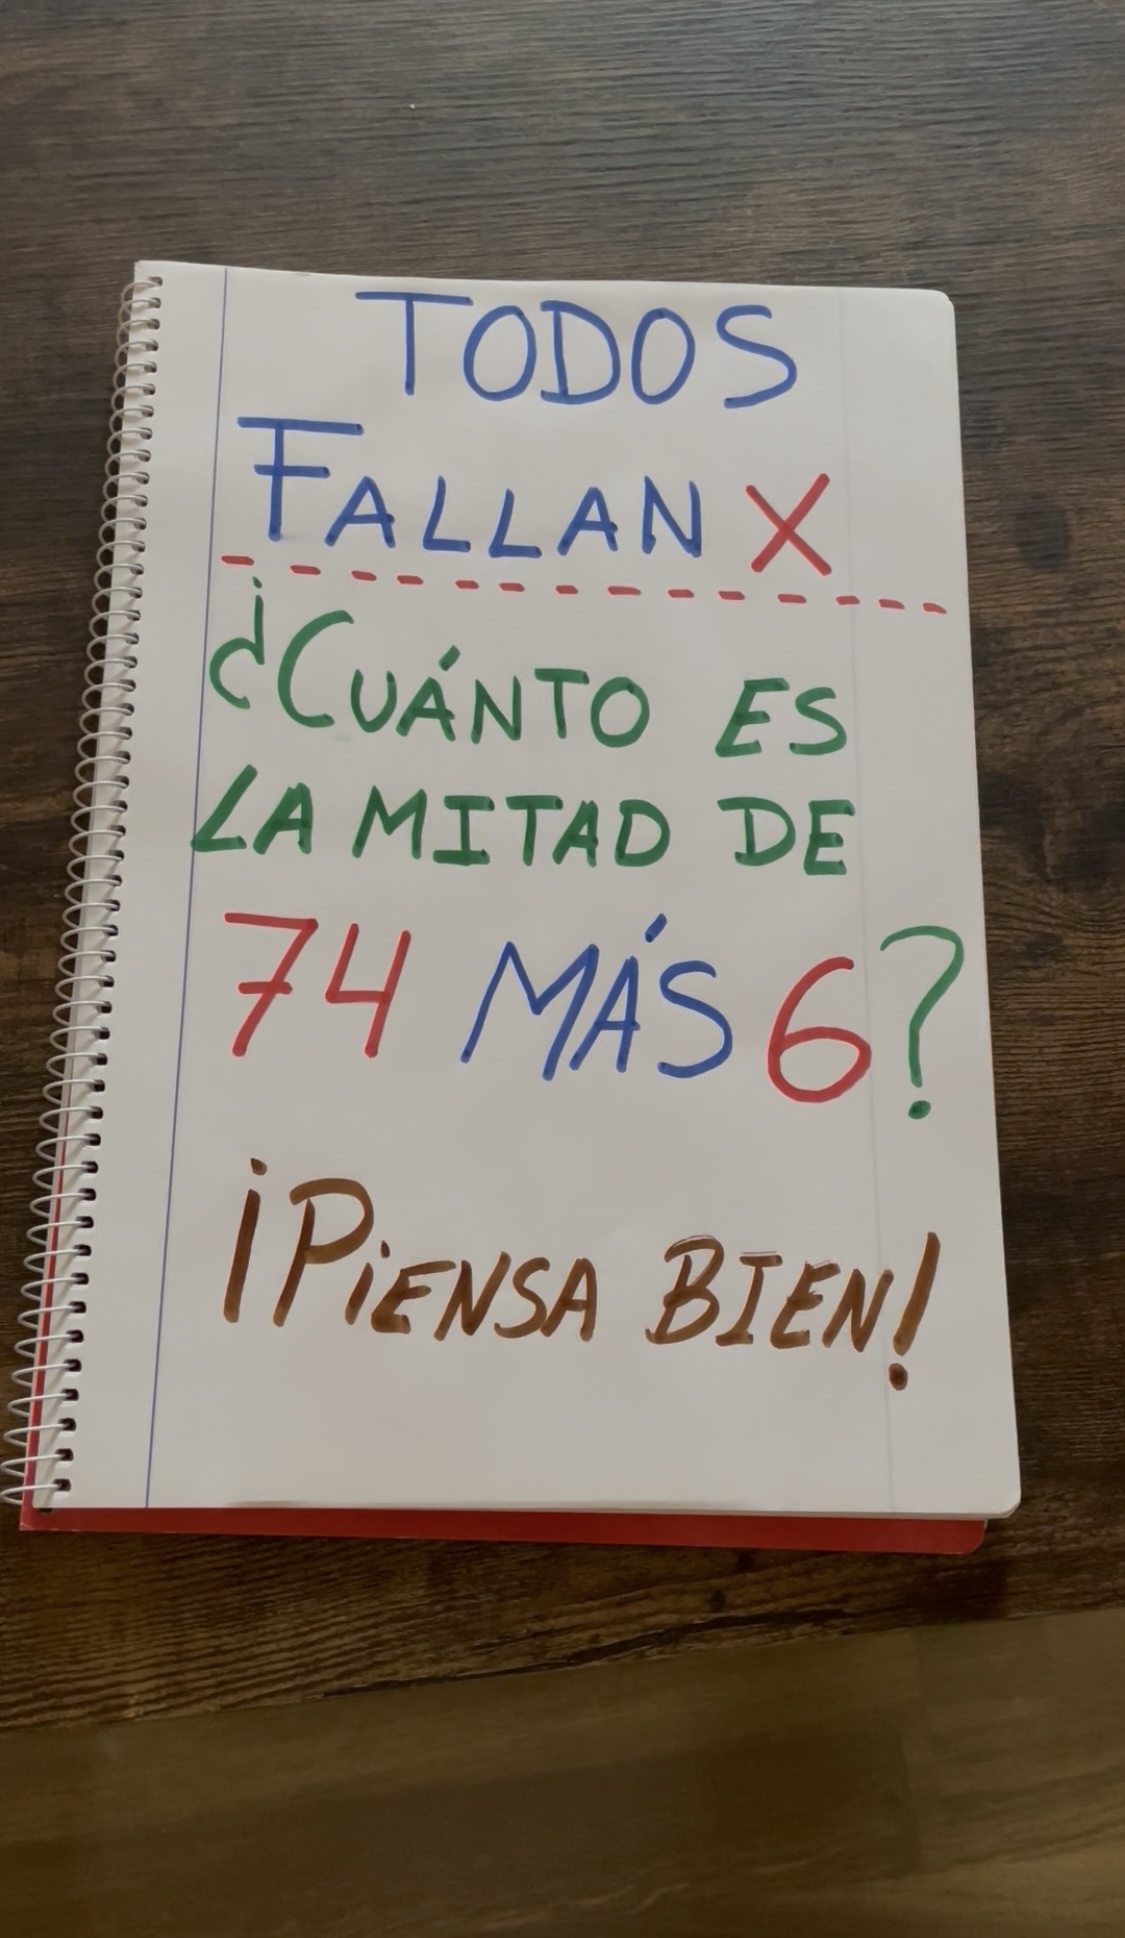 TODOS
FALLAN X
¿CUÁNTO ES
LA MITAD DE
74 MÁS 6?
¡PiENSA BIEN!